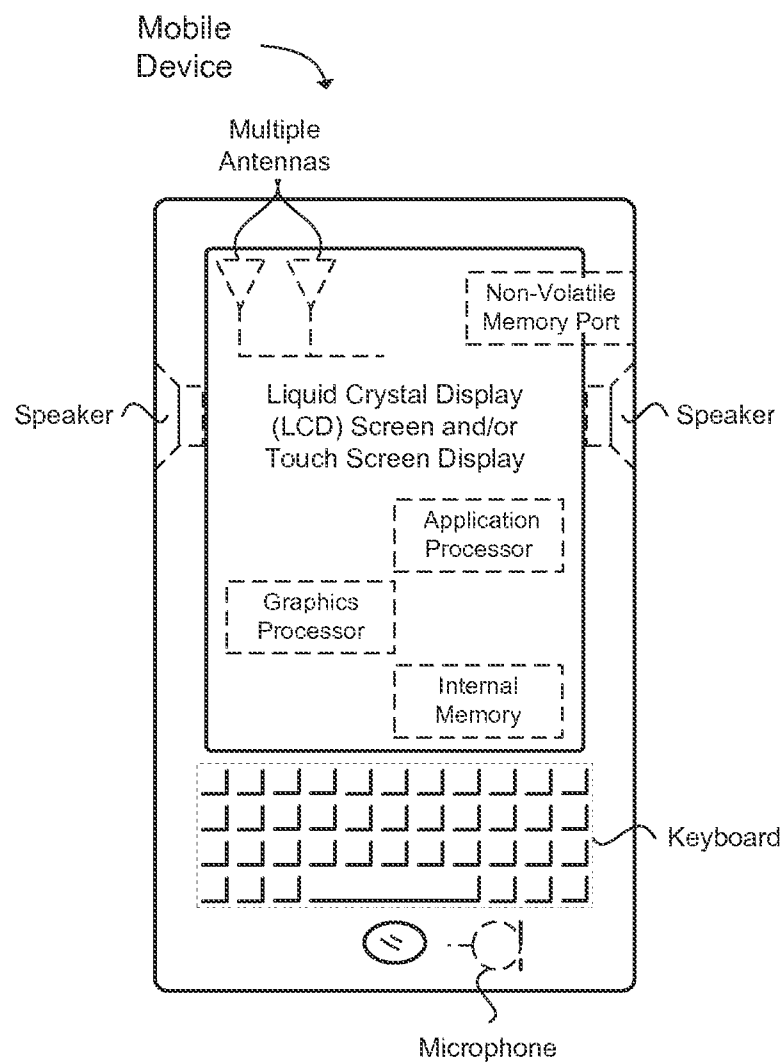 Mobile
Device
Multiple
Antennas
Non-Volatile
Memory Port
Speaker
Liquid Crystal Display
(LCD) Screen and/or
Touch Screen Display
Speaker
Application
Processor
Graphics
Processor
Internal
Memory
Keyboard
Microphone